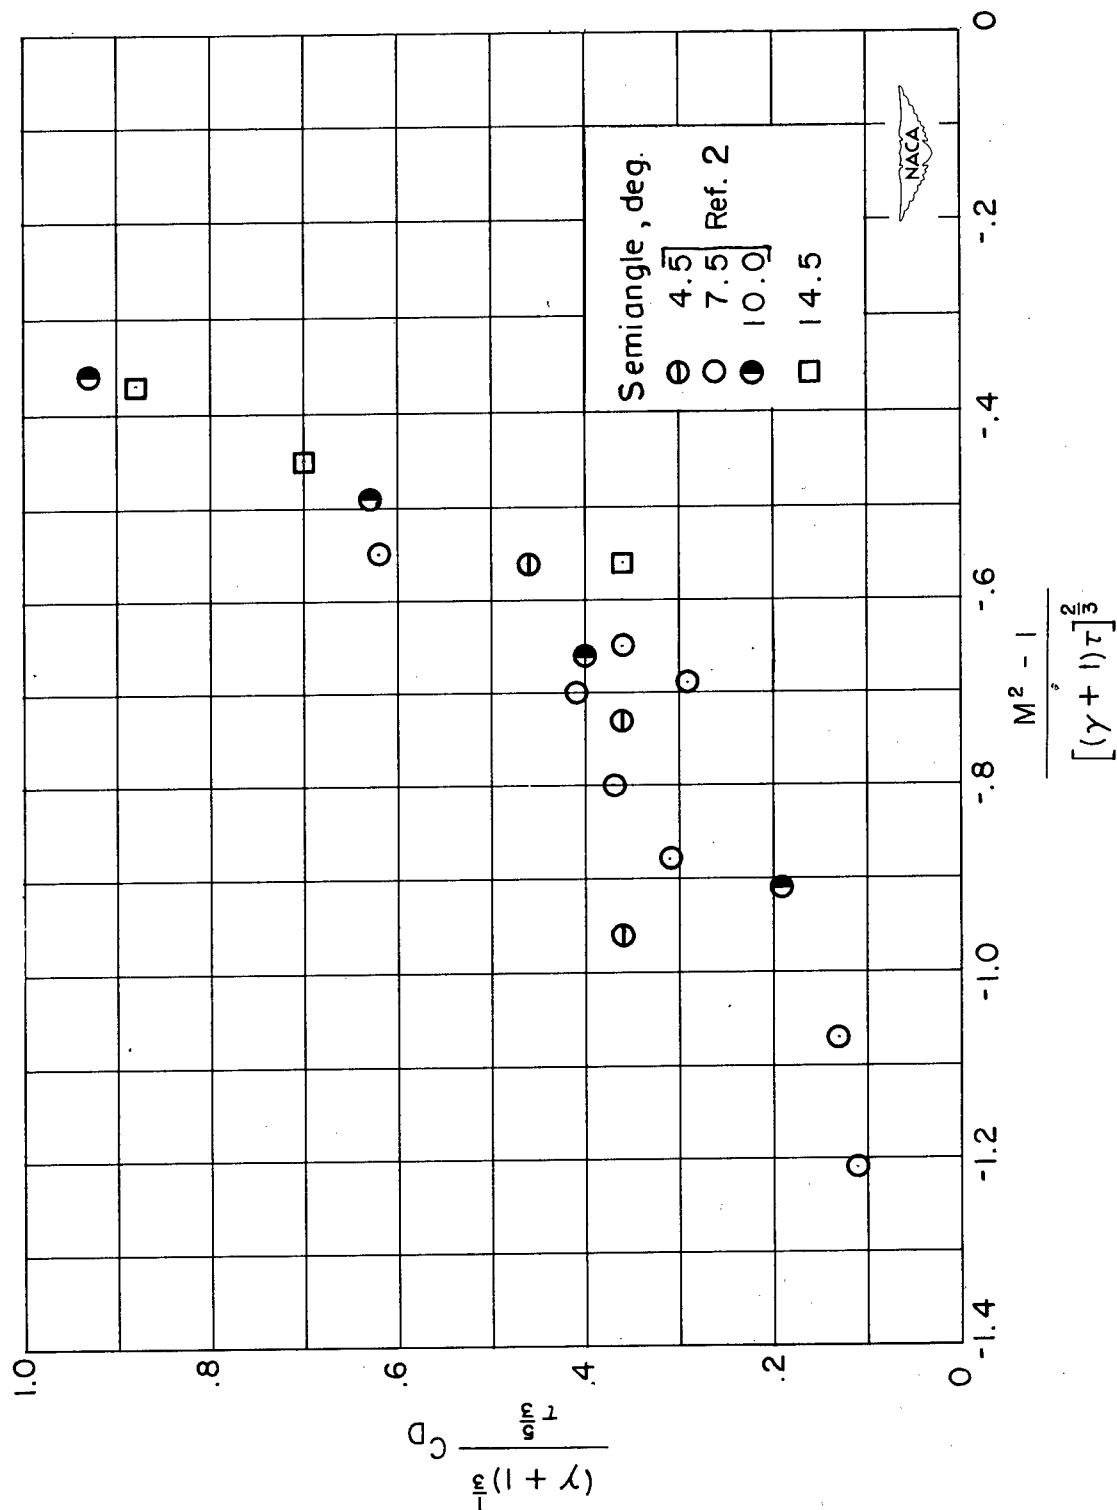 1.0
.8
.6
.4
.2
0
-1.4
-1.2
-1.0
-.8
-.6
-.4
-.2
0
(γ + 1)^{1/3} / τ^{5/3} C_D
M² - 1
[(γ + 1)τ]^{2/3}
Semiangle, deg.
4.5
7.5 Ref. 2
10.0
14.5
NACA